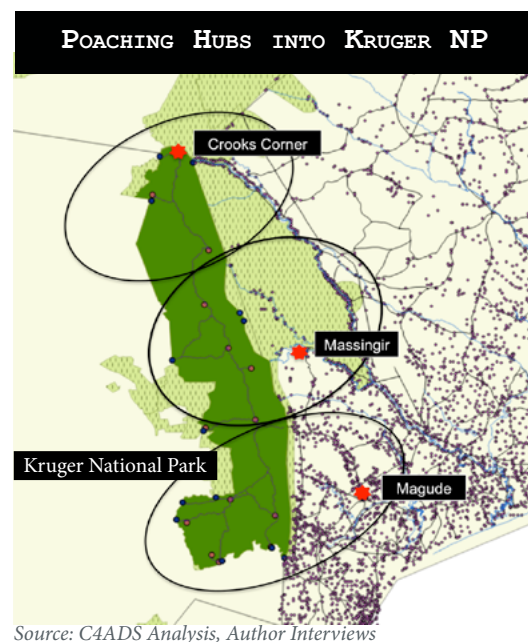 POACHING HUBS INTO KRUGER NP
Crooks Corner
Massingir
Kruger National Park
Magude
Source: C4ADS Analysis, Author Interviews